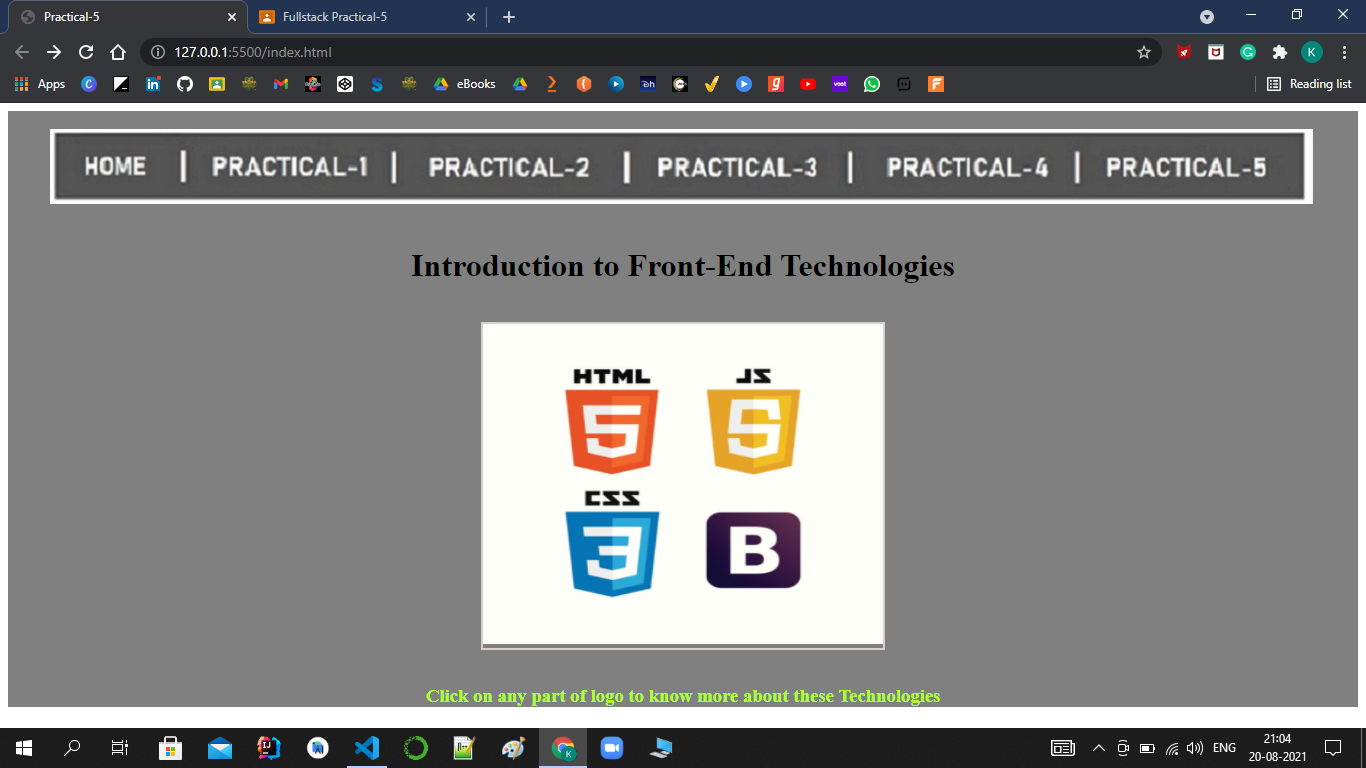 Practical-5
Fullstack Practical-5
127.0.0.1:5500/index.html
K
Apps
eBooks
Reading list
HOME | PRACTICAL-1 | PRACTICAL-2 | PRACTICAL-3 | PRACTICAL-4 | PRACTICAL-5
Introduction to Front-End Technologies
HTML JS
5 S
CSS
3 B
Click on any part of logo to know more about these Technologies
ENG
21:04
20-08-2021